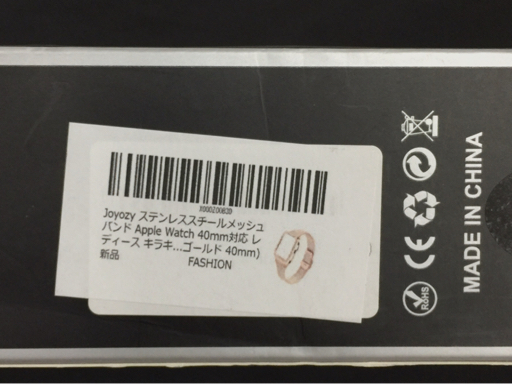 Joyozy ステンレススチールメッシュ
バンド Apple Watch 40mm対応 レ
ディース キラキ...ゴールド 40mm)
新品
FASHION
CE
RoHS
MADE IN CHINA